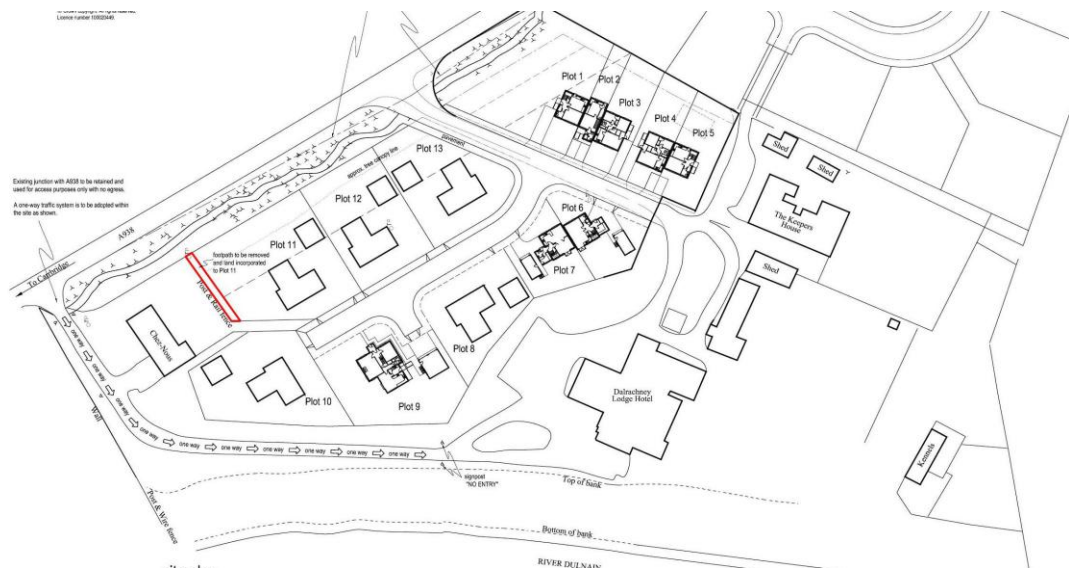 Licence number 100020449.
Plot 1
Plot 2
Plot 3
Plot 4
Plot 5
Shed
Shed
The Keepers
House
Shed
pavement
Plot 13
approx. tree canopy line
Plot 12
Plot 6
Plot 7
Existing junction with A938 to be retained and
used for access purposes only with no egress.
A one-way traffic system is to be adopted within
the site as shown.
A938
To Carrbridge
Plot 11
footpath to be removed
and land incorporated
to Plot 11
Post & Rail fence
Chez-Nous
Plot 8
Plot 10
Plot 9
Dalrachney
Lodge Hotel
Kennels
Wall
one way
one way
one way
one way
one way
one way
one way
one way
one way
one way
one way
signpost
"NO ENTRY"
Top of bank
Post & Wire fence
Bottom of bank
RIVER DULNAIN